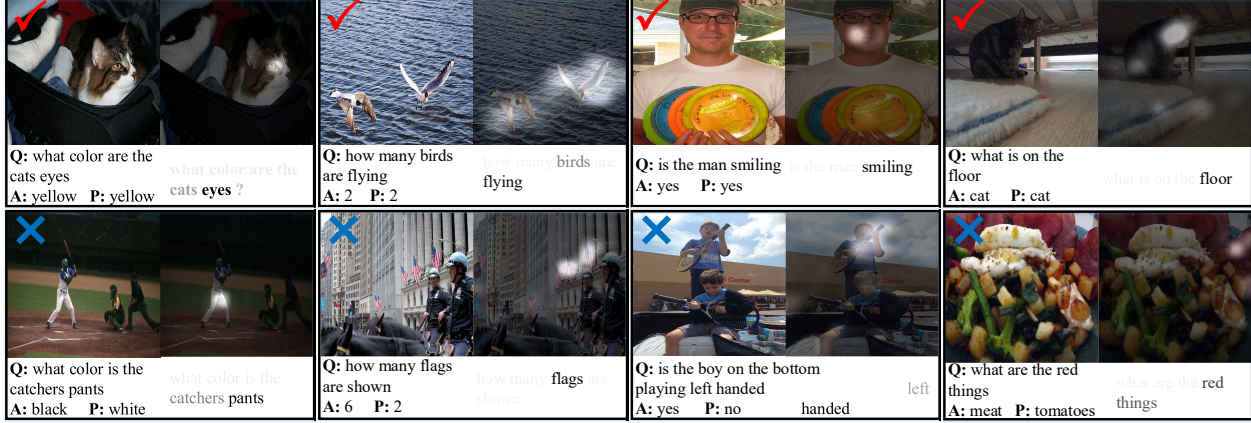 Q: what color are the
cats eyes
A: yellow P: yellow
what color are the
cats eyes ?
Q: how many birds
are flying
A: 2 P: 2
how many birds are
flying
Q: is the man smiling
A: yes P: yes
is the man smiling
Q: what is on the
floor
A: cat P: cat
what is on the floor
Q: what color is the
catchers pants
A: black P: white
what color is the
catchers pants
Q: how many flags
are shown
A: 6 P: 2
how many flags are
shown
Center
Center
Q: is the boy on the bottom
playing left handed
A: yes P: no
left
handed
Q: what are the red
things
A: meat P: tomatoes
what are the red
things